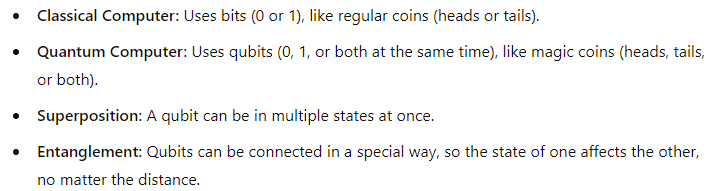 • Classical Computer: Uses bits (0 or 1), like regular coins (heads or tails).
• Quantum Computer: Uses qubits (0, 1, or both at the same time), like magic coins (heads, tails,
or both).
• Superposition: A qubit can be in multiple states at once.
• Entanglement: Qubits can be connected in a special way, so the state of one affects the other,
no matter the distance.